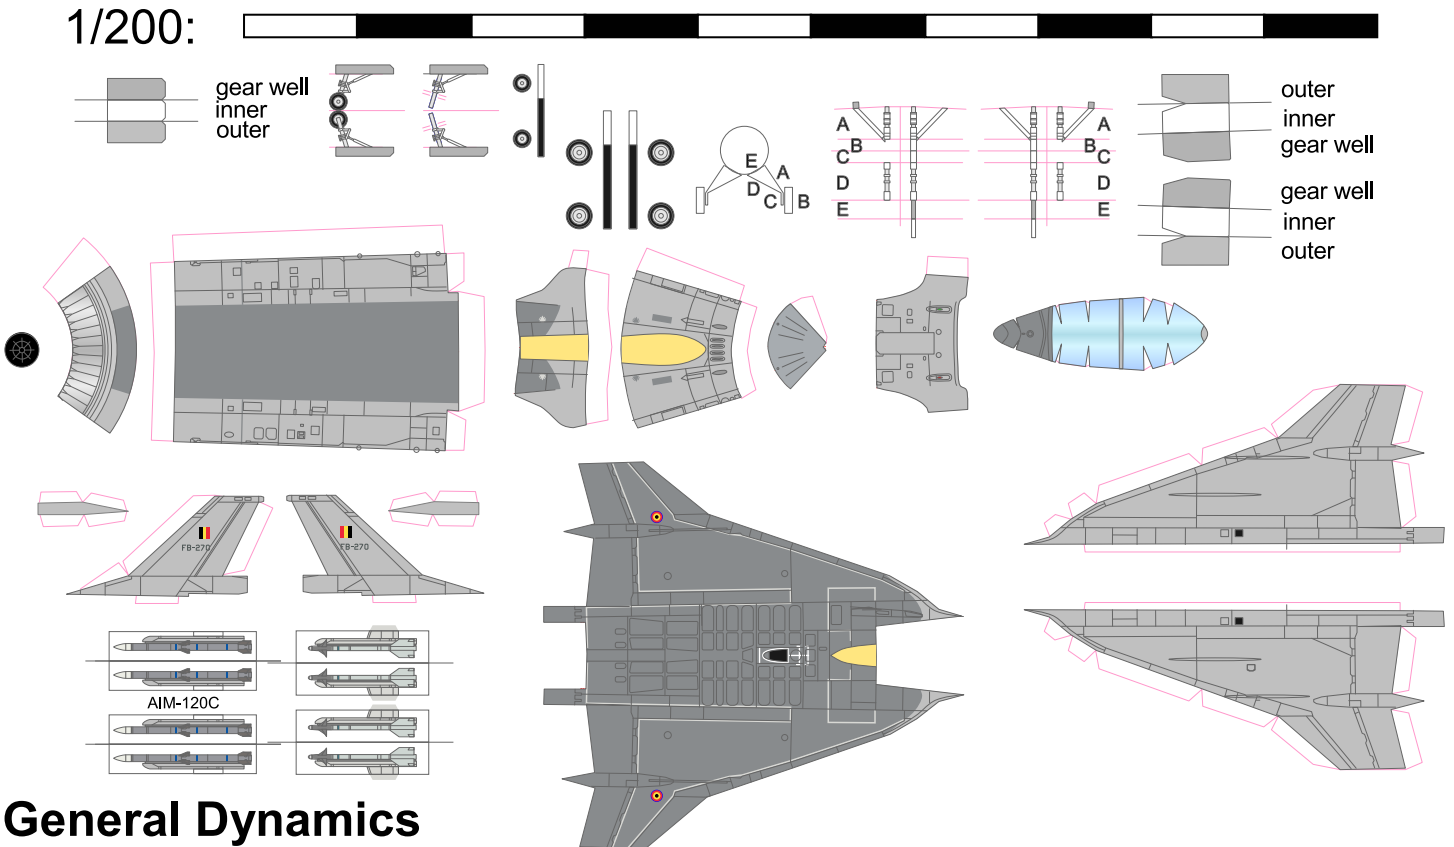 1/200:
gear well
inner
outer
outer
inner
gear well
gear well
inner
outer
A
B
C
D
E
E
A
D
C
B
A
B
C
D
E
FB-270
FB-270
AIM-120C
General Dynamics